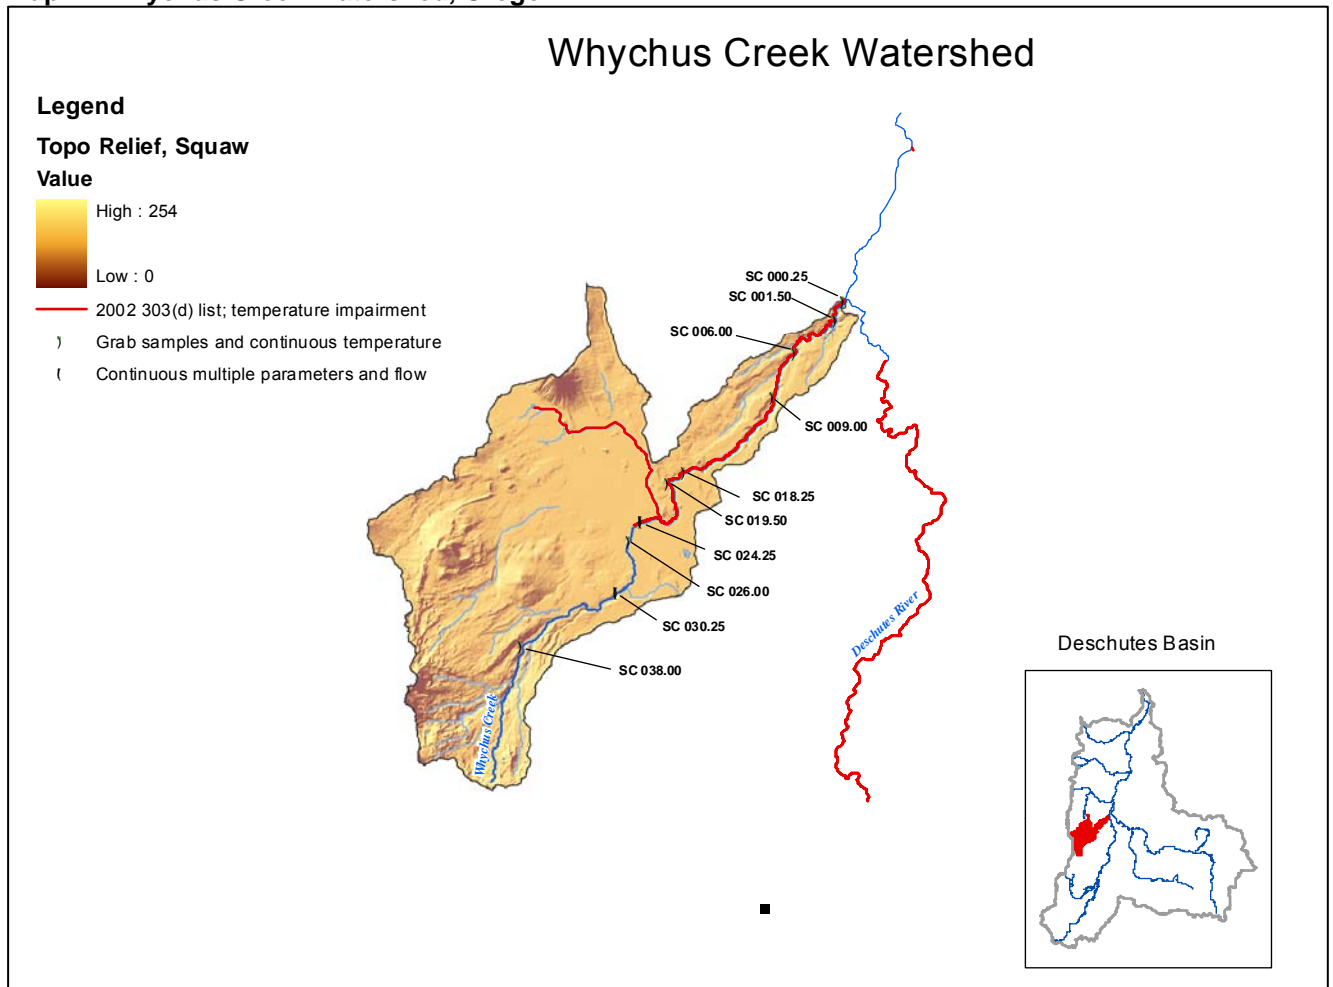 Whychus Creek Watershed
Legend
Topo Relief, Squaw
Value
High : 254
Low : 0
2002 303(d) list; temperature impairment
Grab samples and continuous temperature
Continuous multiple parameters and flow
SC 000.25
SC 001.50
SC 006.00
SC 009.00
SC 018.25
SC 019.50
SC 024.25
SC 026.00
SC 030.25
SC 038.00
Deschutes River
Whychus Creek
Deschutes Basin